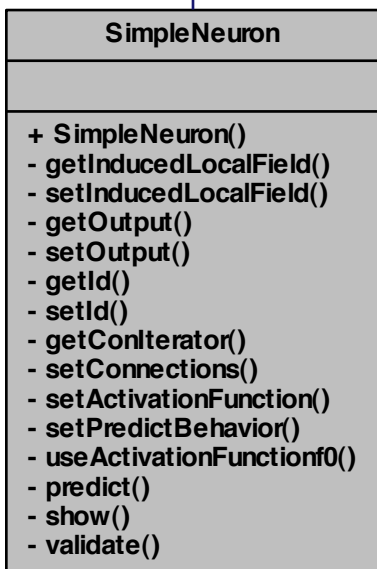 SimpleNeuron
+ SimpleNeuron()
- getInducedLocalField()
- setInducedLocalField()
- getOutput()
- setOutput()
- getId()
- setId()
- getConIterator()
- setConnections()
- setActivationFunction()
- setPredictBehavior()
- useActivationFunctionf0()
- predict()
- show()
- validate()